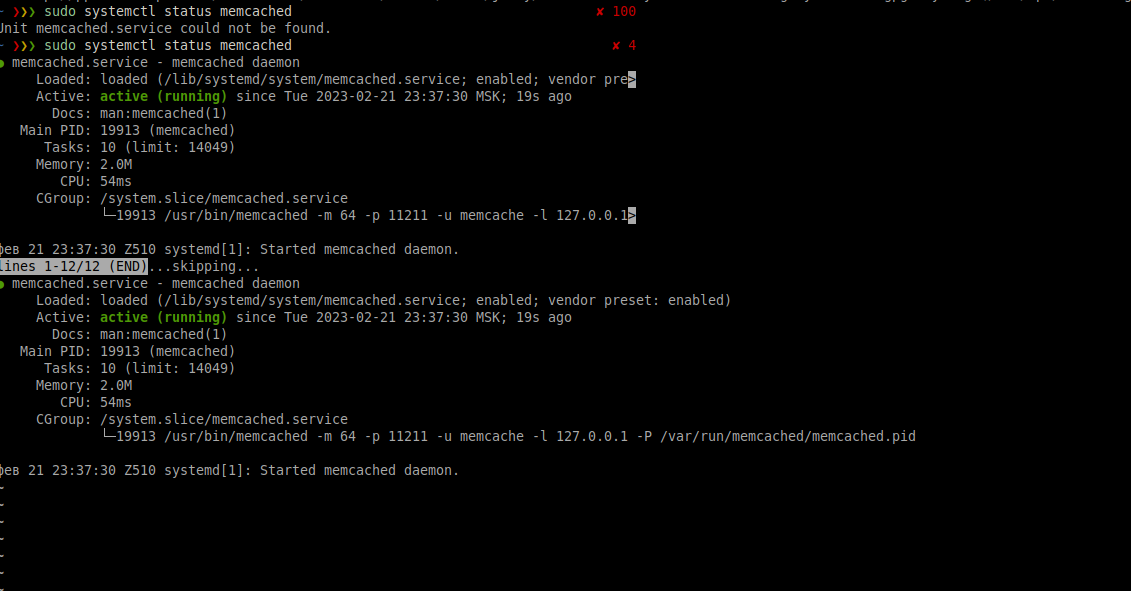 ~ ❯❯❯ sudo systemctl status memcached ✘ 100
Unit memcached.service could not be found.
~ ❯❯❯ sudo systemctl status memcached ✘ 4
● memcached.service - memcached daemon
Loaded: loaded (/lib/systemd/system/memcached.service; enabled; vendor pre>
Active: active (running) since Tue 2023-02-21 23:37:30 MSK; 19s ago
Docs: man:memcached(1)
Main PID: 19913 (memcached)
Tasks: 10 (limit: 14049)
Memory: 2.0M
CPU: 54ms
CGroup: /system.slice/memcached.service
└─19913 /usr/bin/memcached -m 64 -p 11211 -u memcache -l 127.0.0.1>
фев 21 23:37:30 Z510 systemd[1]: Started memcached daemon.
lines 1-12/12 (END)...skipping...
● memcached.service - memcached daemon
Loaded: loaded (/lib/systemd/system/memcached.service; enabled; vendor preset: enabled)
Active: active (running) since Tue 2023-02-21 23:37:30 MSK; 19s ago
Docs: man:memcached(1)
Main PID: 19913 (memcached)
Tasks: 10 (limit: 14049)
Memory: 2.0M
CPU: 54ms
CGroup: /system.slice/memcached.service
└─19913 /usr/bin/memcached -m 64 -p 11211 -u memcache -l 127.0.0.1 -P /var/run/memcached/memcached.pid
фев 21 23:37:30 Z510 systemd[1]: Started memcached daemon.
~
~
~
~
~
~
~